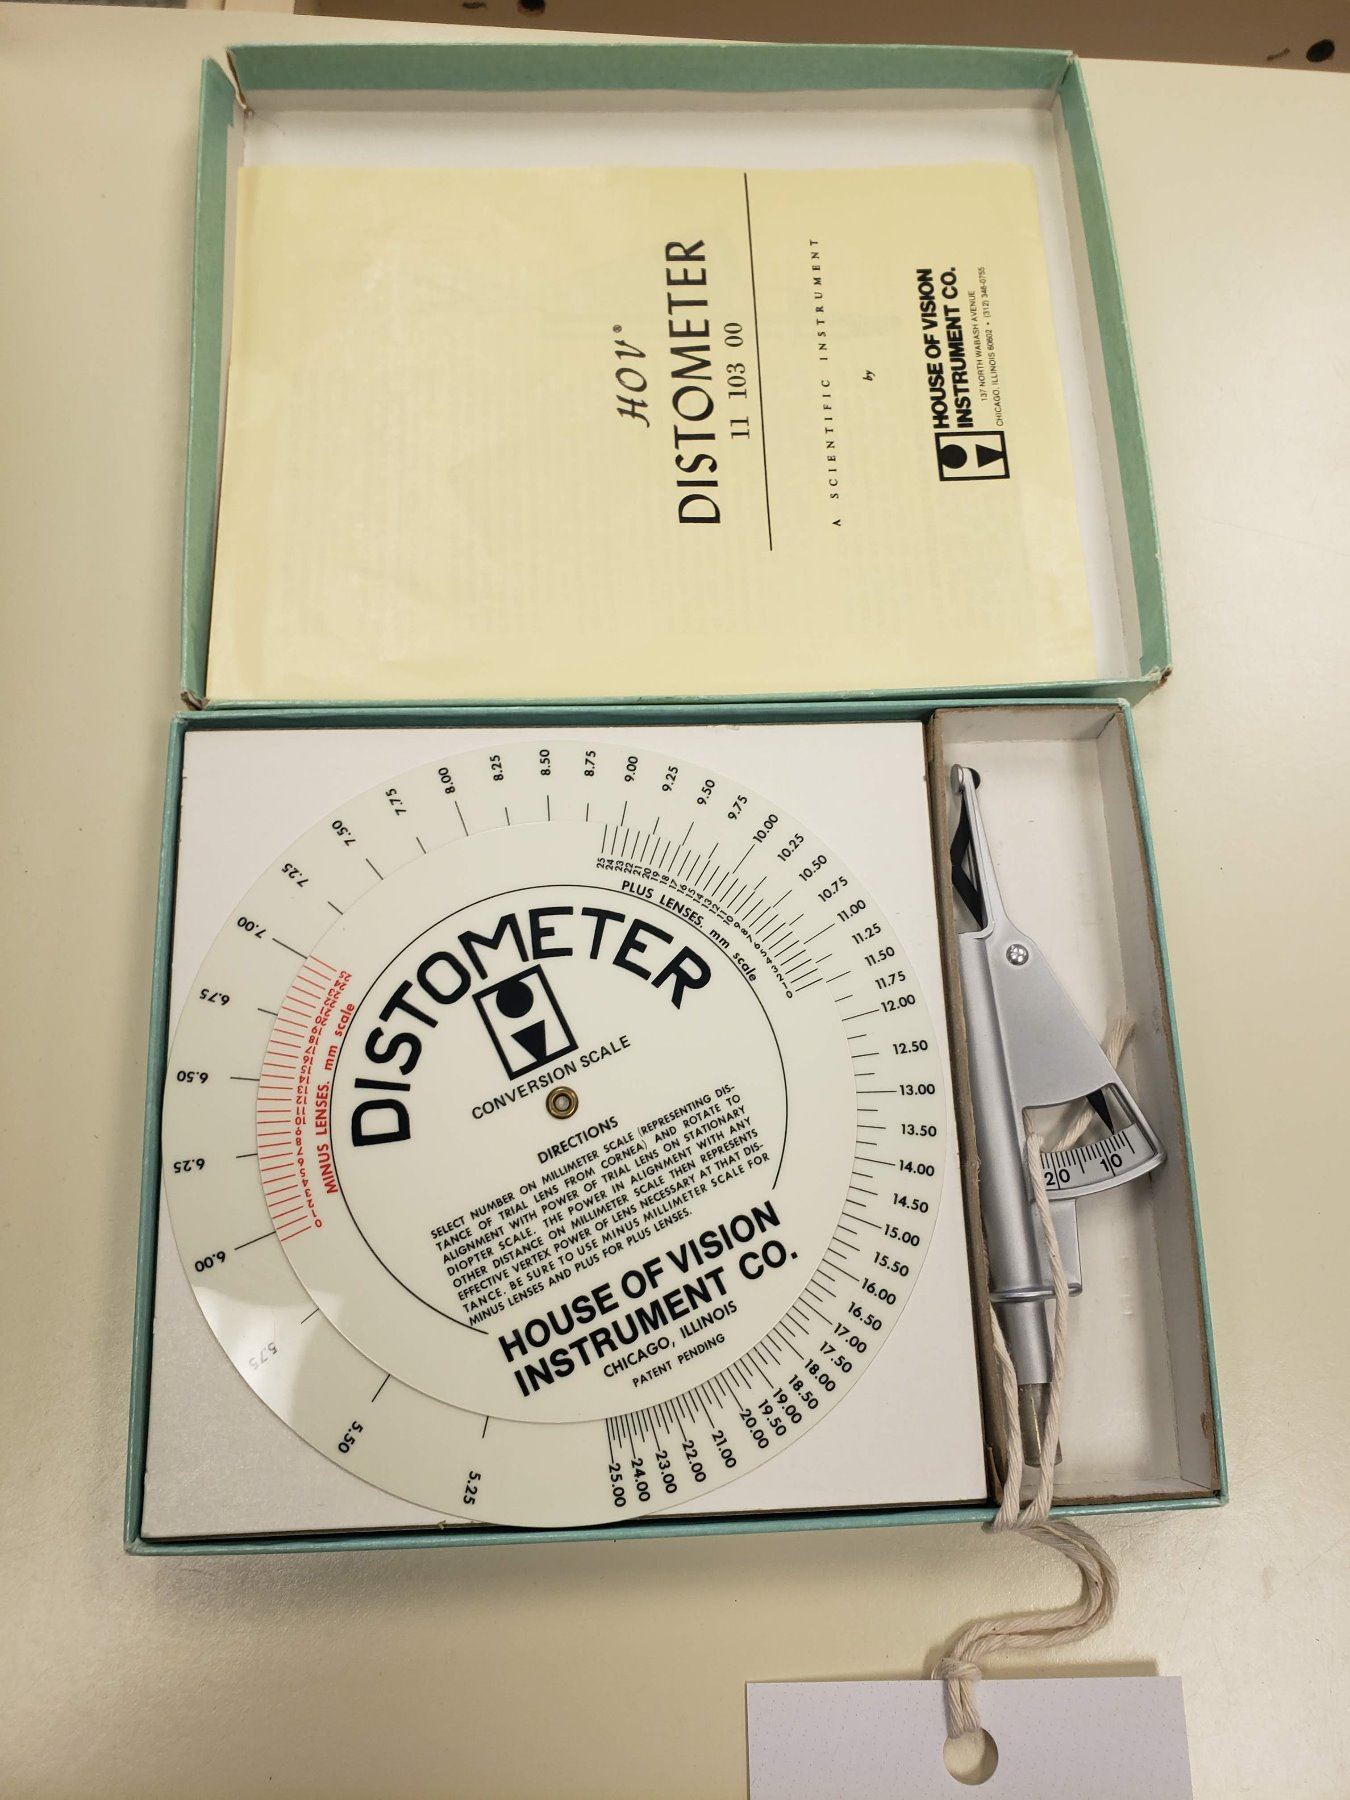 HOV®
DISTOMETER
11 103 00
A SCIENTIFIC INSTRUMENT
by
HOUSE OF VISION
INSTRUMENT CO.
137 NORTH WABASH AVENUE
CHICAGO, ILLINOIS 60602 • (312) 346-0755
5.25
5.50
5.75
6.00
6.25
6.50
6.75
7.00
7.25
7.50
7.75
8.00
8.25
8.50
8.75
9.00
9.25
9.50
9.75
10.00
10.25
10.50
10.75
11.00
11.25
11.50
11.75
12.00
12.50
13.00
13.50
14.00
14.50
15.00
15.50
16.00
16.50
17.00
17.50
18.00
18.50
19.00
19.50
20.00
21.00
22.00
23.00
24.00
25.00
PLUS LENSES. mm scale
MINUS LENSES. mm scale
DISTOMETER
CONVERSION SCALE
DIRECTIONS
SELECT NUMBER ON MILLIMETER SCALE (REPRESENTING DIS-
TANCE OF TRIAL LENS FROM CORNEA) AND ROTATE TO
ALIGNMENT WITH POWER OF TRIAL LENS ON STATIONARY
DIOPTER SCALE. THE POWER IN ALIGNMENT WITH ANY
OTHER DISTANCE ON MILLIMETER SCALE THEN REPRESENTS
EFFECTIVE VERTEX POWER OF LENS NECESSARY AT THAT DIS-
TANCE. BE SURE TO USE MINUS MILLIMETER SCALE FOR
MINUS LENSES AND PLUS FOR PLUS LENSES.
HOUSE OF VISION
INSTRUMENT CO.
CHICAGO, ILLINOIS
PATENT PENDING
20 10